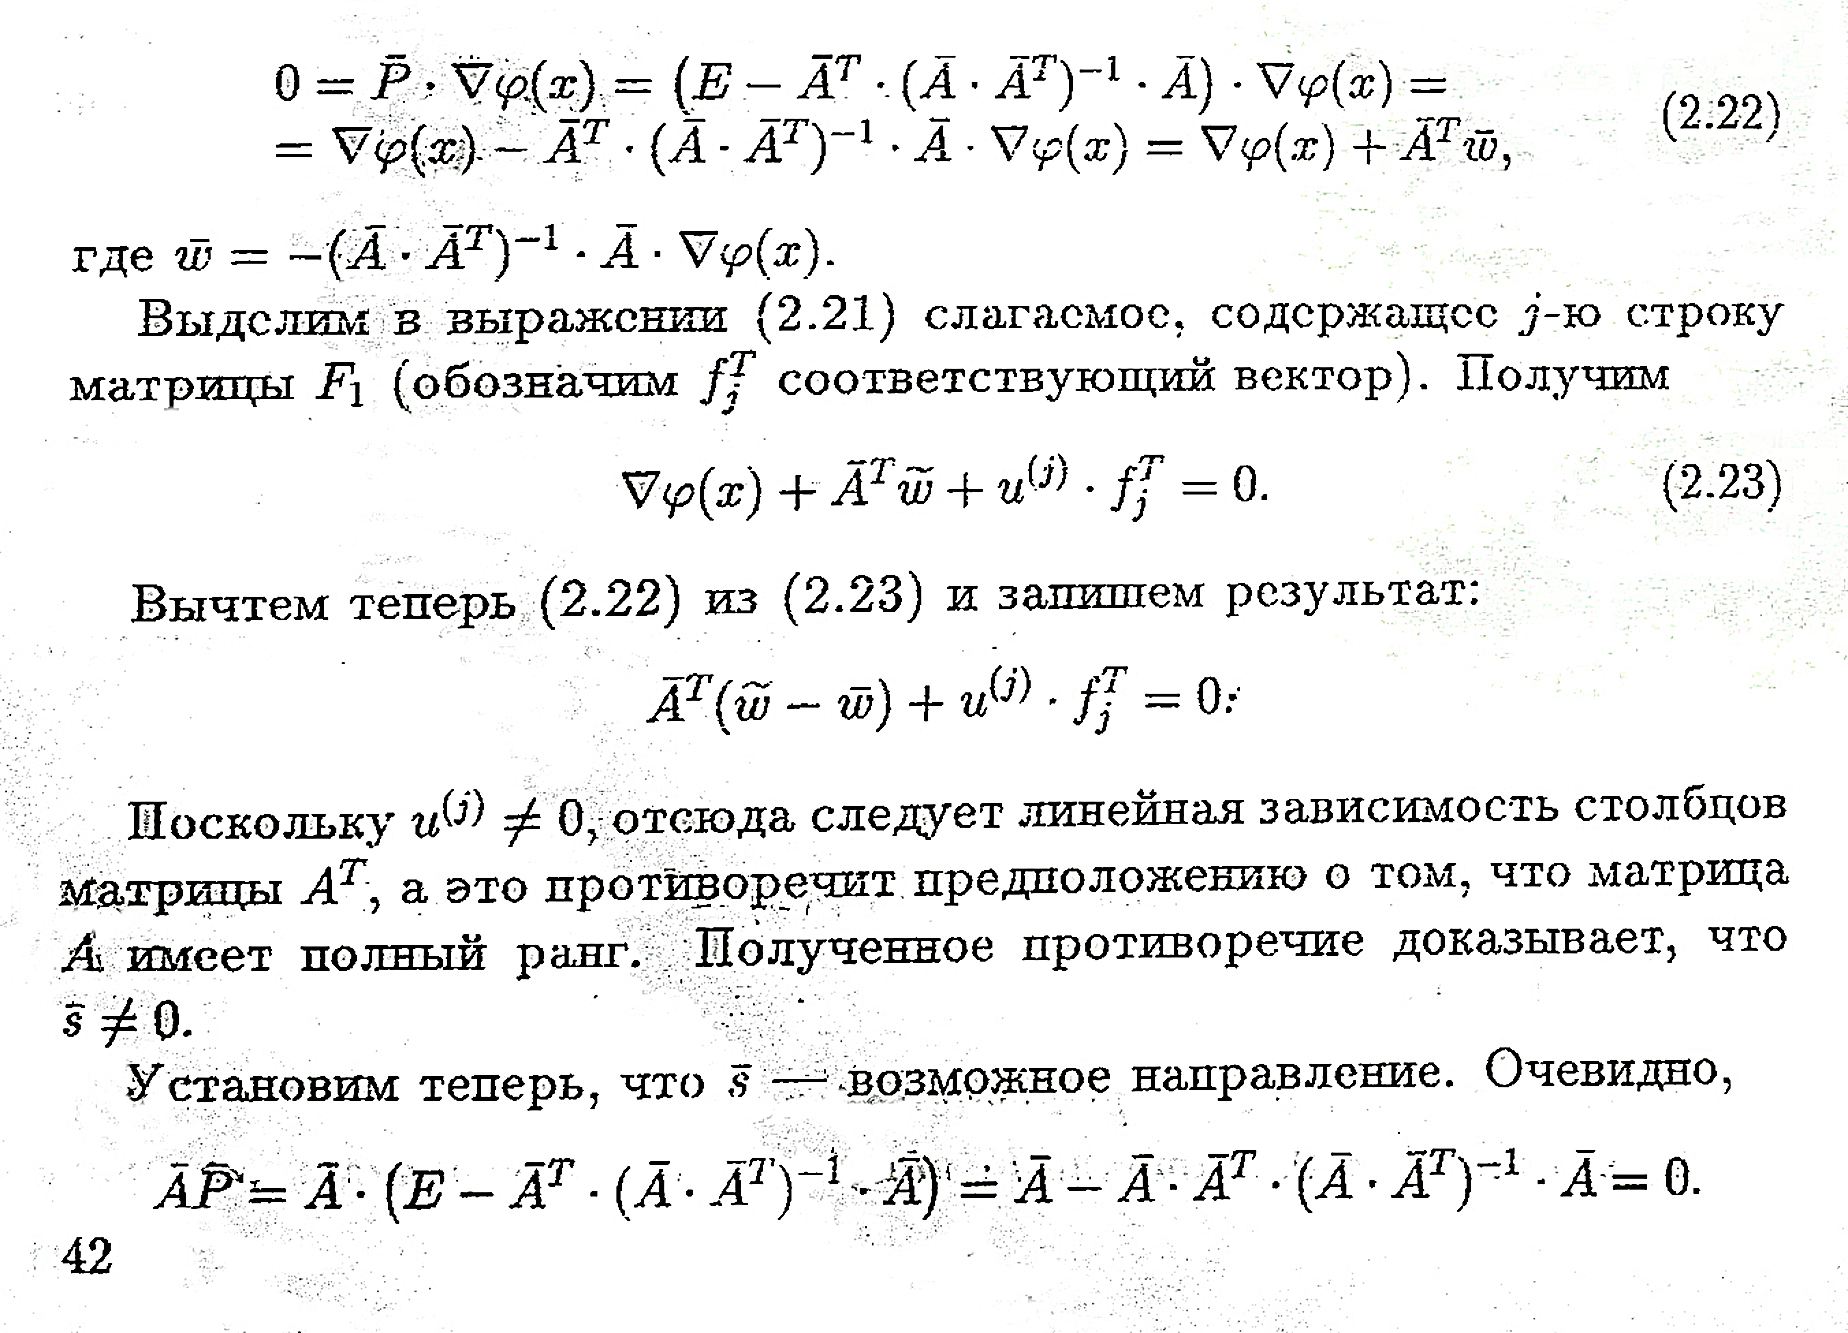 0 = P̄ · ∇φ(x) = (E − Ā^T · (Ā · Ā^T)^{−1} · Ā) · ∇φ(x) =
= ∇φ(x) − Ā^T · (Ā · Ā^T)^{−1} · Ā · ∇φ(x) = ∇φ(x) + Ā^T w̄, (2.22)
где w̄ = −(Ā · Ā^T)^{−1} · Ā · ∇φ(x).
Выделим в выражении (2.21) слагаемое, содержащее j-ю строку
матрицы F₁ (обозначим f_j^T соответствующий вектор). Получим
∇φ(x) + Ā^T w̃ + u^{(j)} · f_j^T = 0. (2.23)
Вычтем теперь (2.22) из (2.23) и запишем результат:
Ā^T(w̃ − w̄) + u^{(j)} · f_j^T = 0.
Поскольку u^{(j)} ≠ 0, отсюда следует линейная зависимость столбцов
матрицы A^T, а это противоречит предположению о том, что матрица
A имеет полный ранг. Полученное противоречие доказывает, что
s̄ ≠ 0.
Установим теперь, что s̄ — возможное направление. Очевидно,
ĀP̄ = Ā · (E − Ā^T · (Ā · Ā^T)^{−1} · Ā) = Ā − Ā · Ā^T · (Ā · Ā^T)^{−1} · Ā = 0.
42